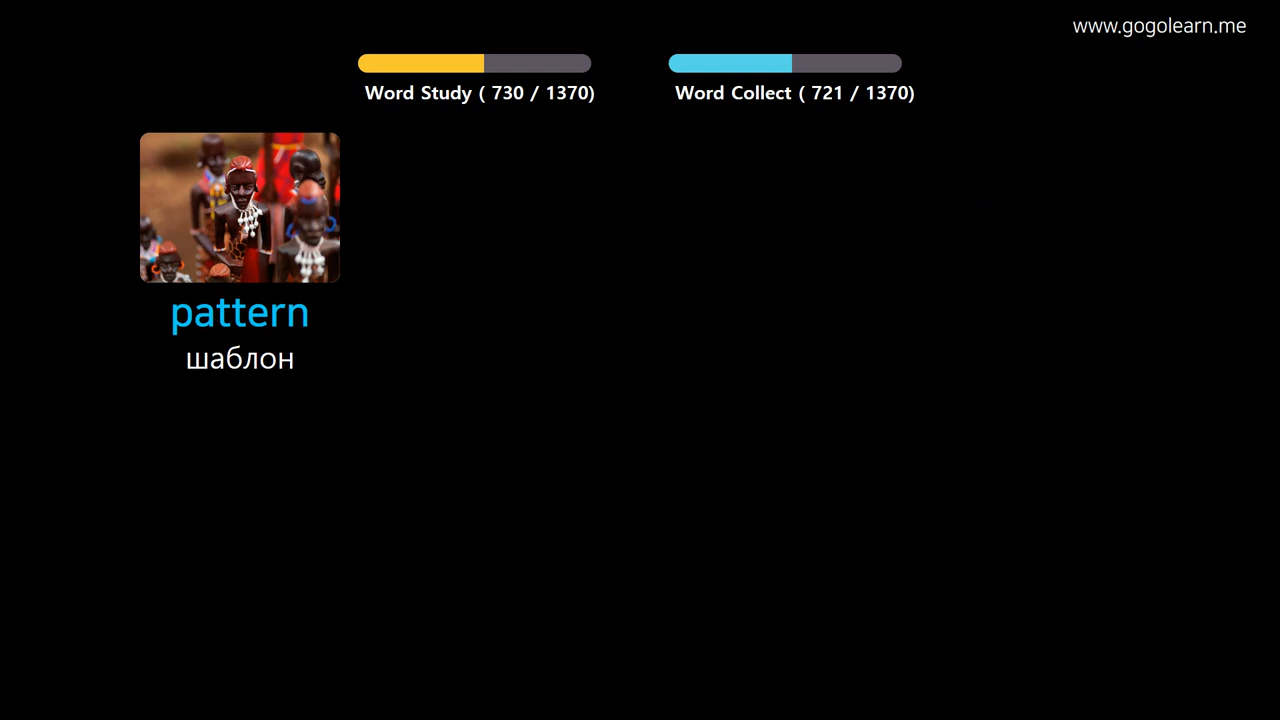 www.gogolearn.me
Word Study ( 730 / 1370)
Word Collect ( 721 / 1370)
pattern
шаблон